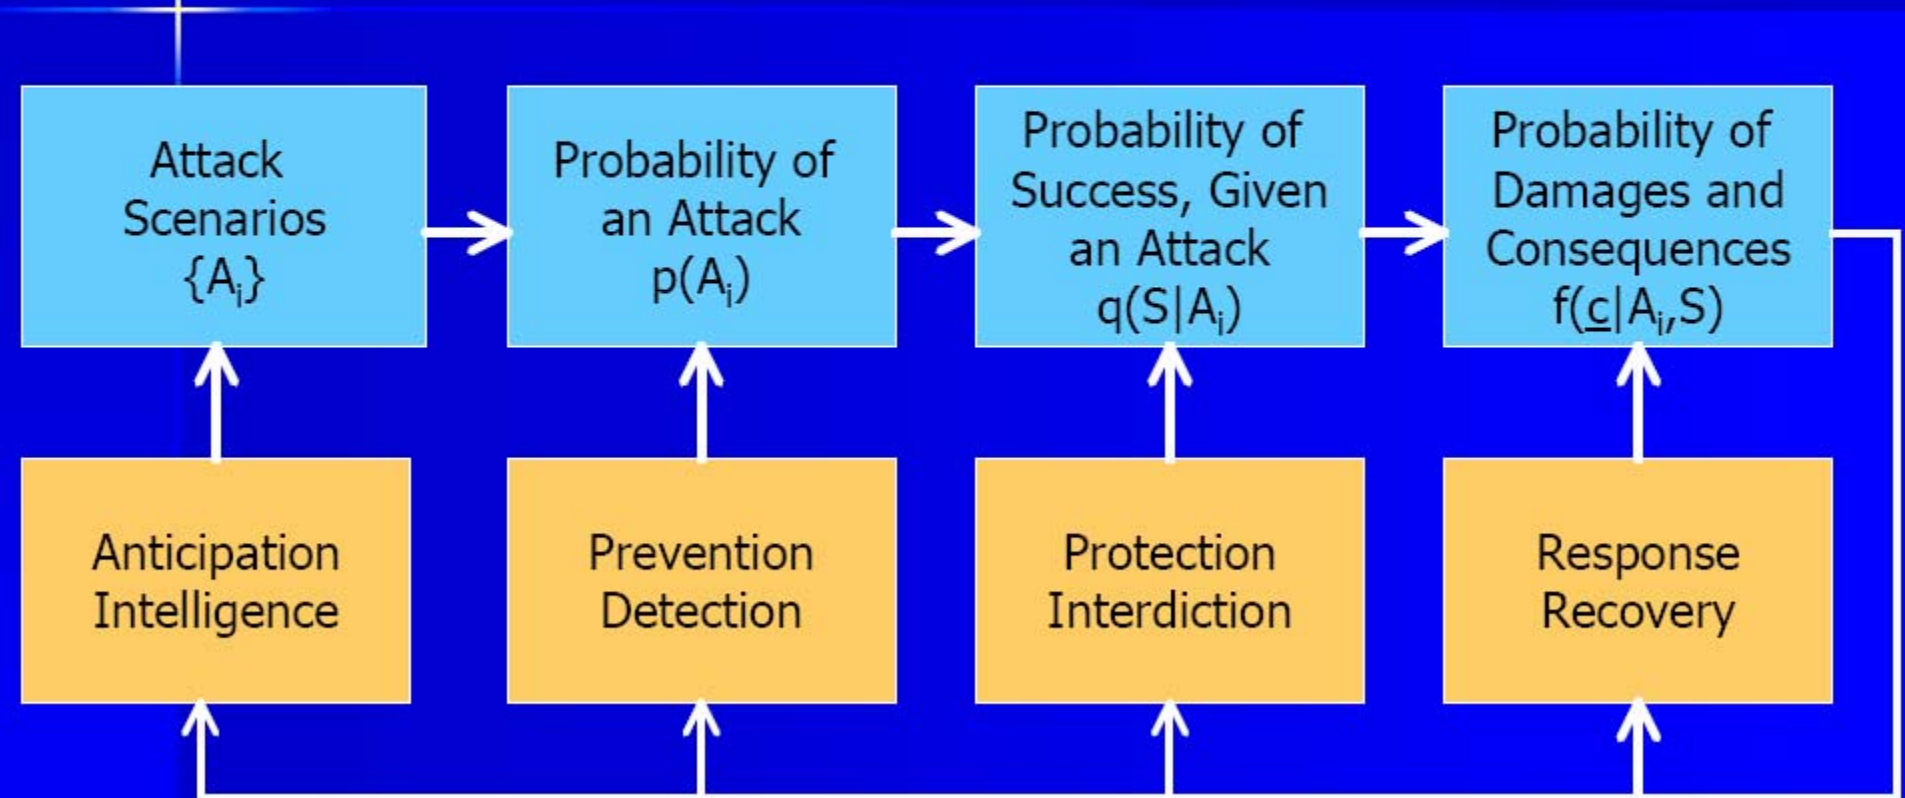 Attack
Scenarios
{Aᵢ}
Probability of
an Attack
p(Aᵢ)
Probability of
Success, Given
an Attack
q(S|Aᵢ)
Probability of
Damages and
Consequences
f(c|Aᵢ,S)
Anticipation
Intelligence
Prevention
Detection
Protection
Interdiction
Response
Recovery